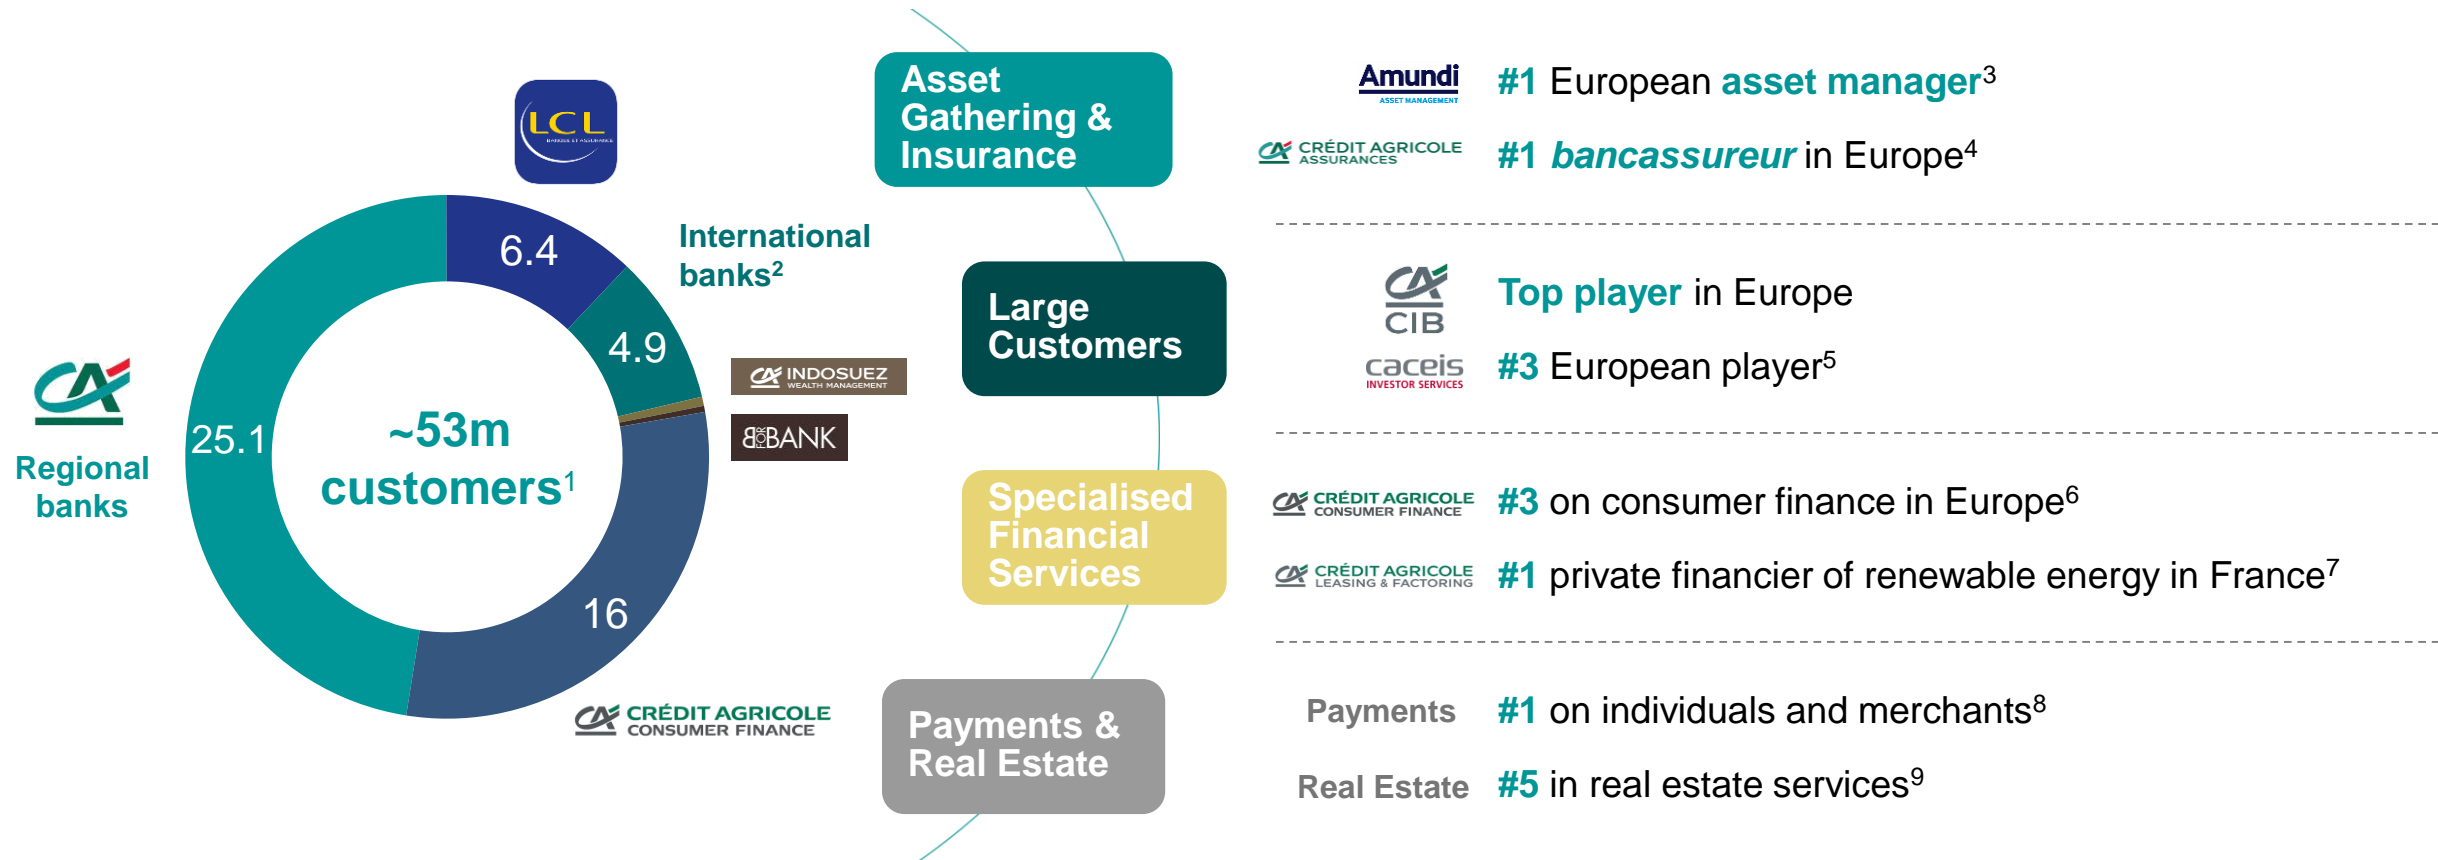 LCL
BANQUE ET ASSURANCE
6.4
International
banks²
4.9
INDOSUEZ
WEALTH MANAGEMENT
BFORBANK
25.1
Regional
banks
~53m
customers¹
16
CRÉDIT AGRICOLE
CONSUMER FINANCE
Asset
Gathering &
Insurance
Amundi
ASSET MANAGEMENT
#1 European asset manager³
CRÉDIT AGRICOLE
ASSURANCES
#1 bancassureur in Europe⁴
Large
Customers
CA
CIB
Top player in Europe
caceis
INVESTOR SERVICES
#3 European player⁵
Specialised
Financial
Services
CRÉDIT AGRICOLE
CONSUMER FINANCE
#3 on consumer finance in Europe⁶
CRÉDIT AGRICOLE
LEASING & FACTORING
#1 private financier of renewable energy in France⁷
Payments &
Real Estate
Payments
#1 on individuals and merchants⁸
Real Estate
#5 in real estate services⁹